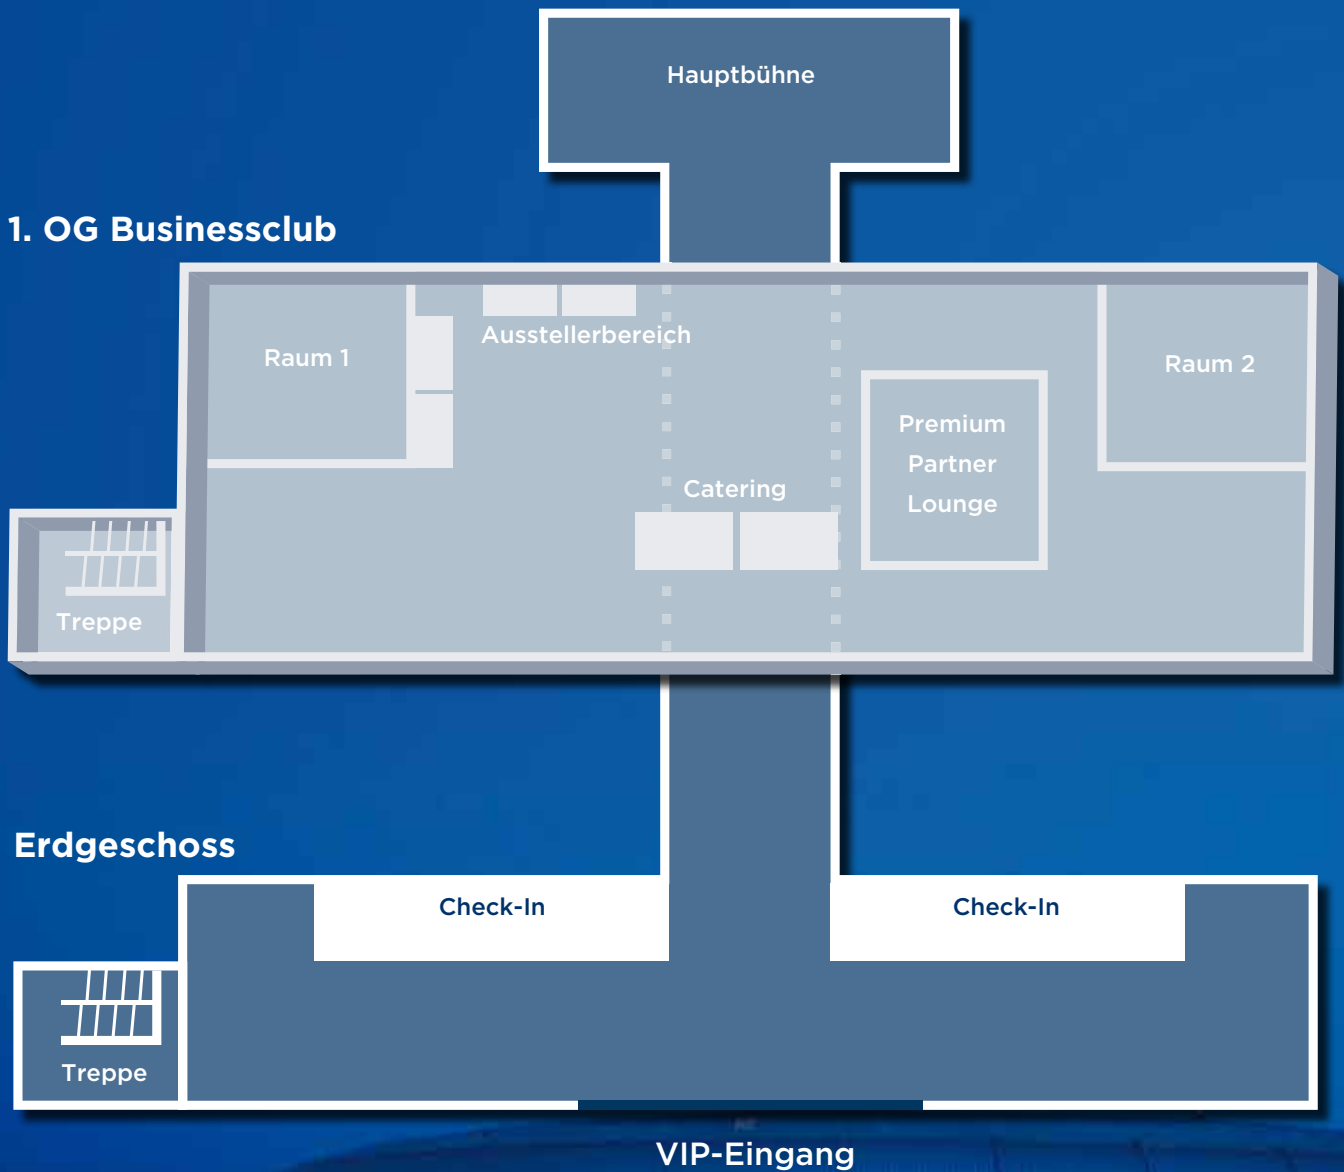 Hauptbühne
1. OG Businessclub
Ausstellerbereich
Raum 1
Raum 2
Premium
Partner
Lounge
Catering
Treppe
Erdgeschoss
Check-In
Check-In
Treppe
VIP-Eingang